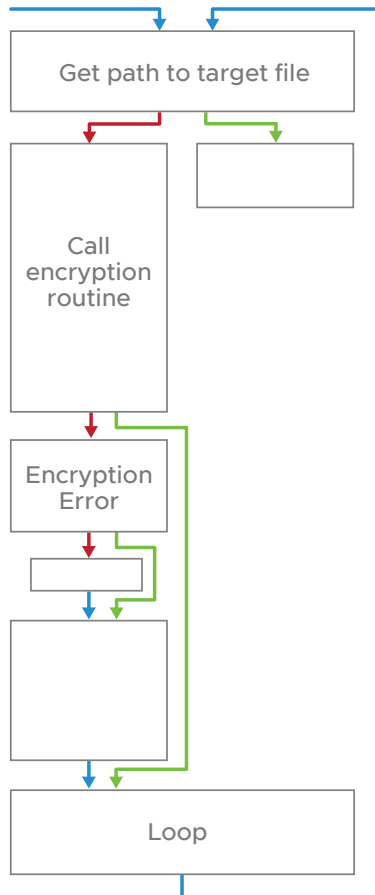 Get path to target file
Call
encryption
routine
Encryption
Error
Loop